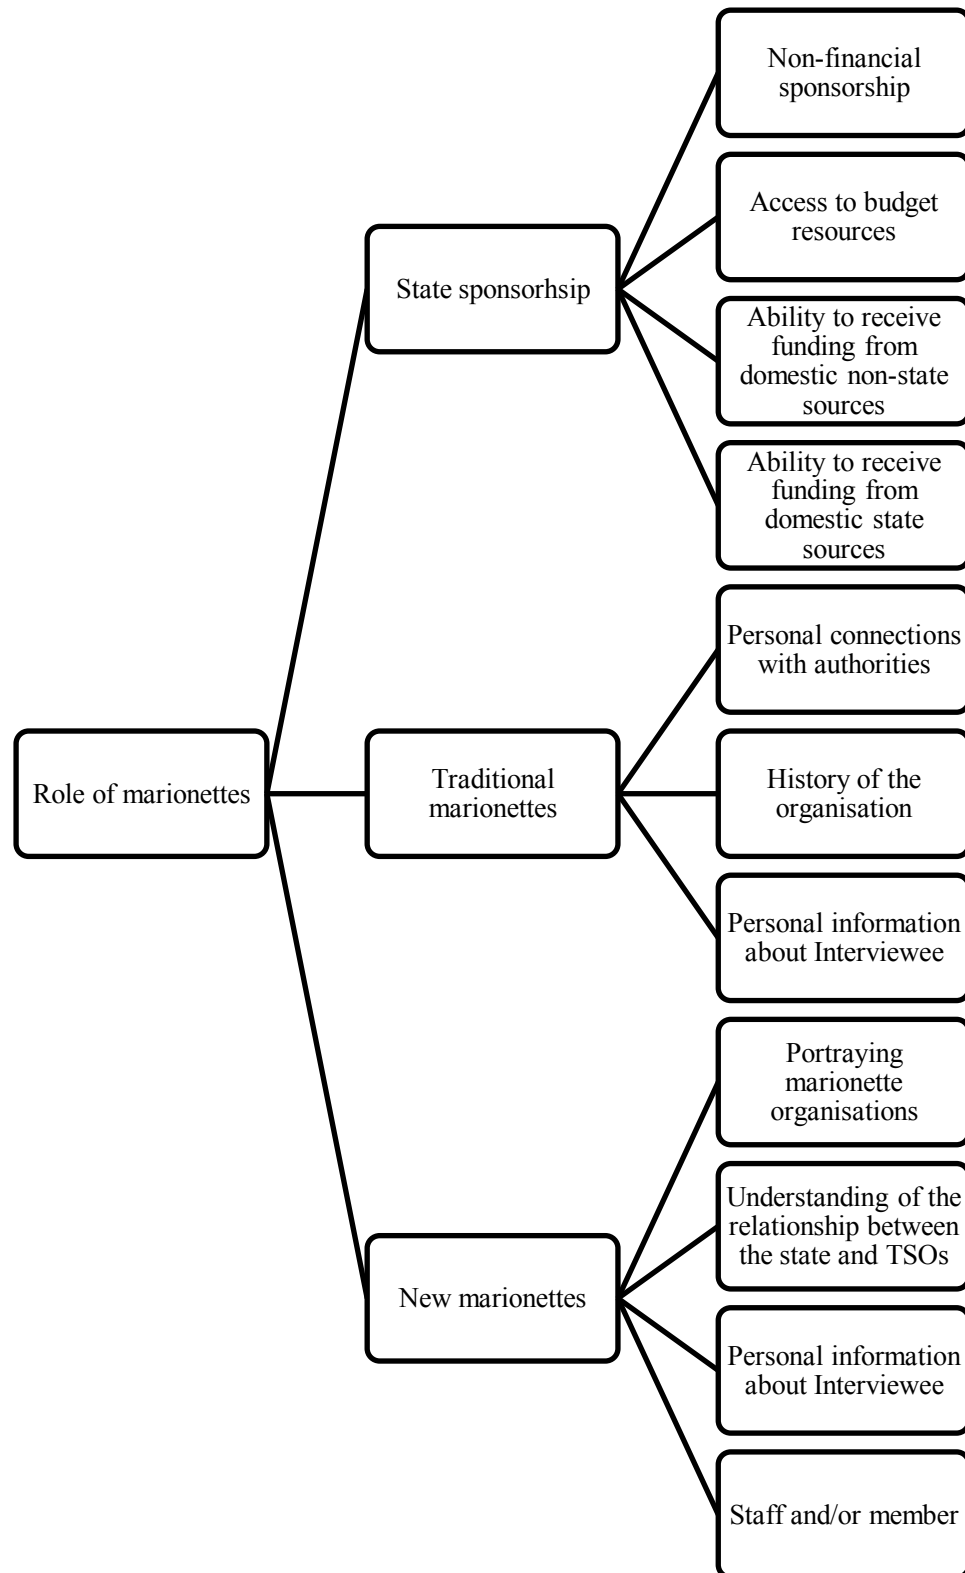 Non-financial
sponsorship
Access to budget
resources
State sponsorhsip
Ability to receive
funding from
domestic non-state
sources
Ability to receive
funding from
domestic state
sources
Personal connections
with authorities
Role of marionettes
Traditional
marionettes
History of the
organisation
Personal information
about Interviewee
Portraying
marionette
organisations
Understanding of the
relationship between
the state and TSOs
New marionettes
Personal information
about Interviewee
Staff and/or member